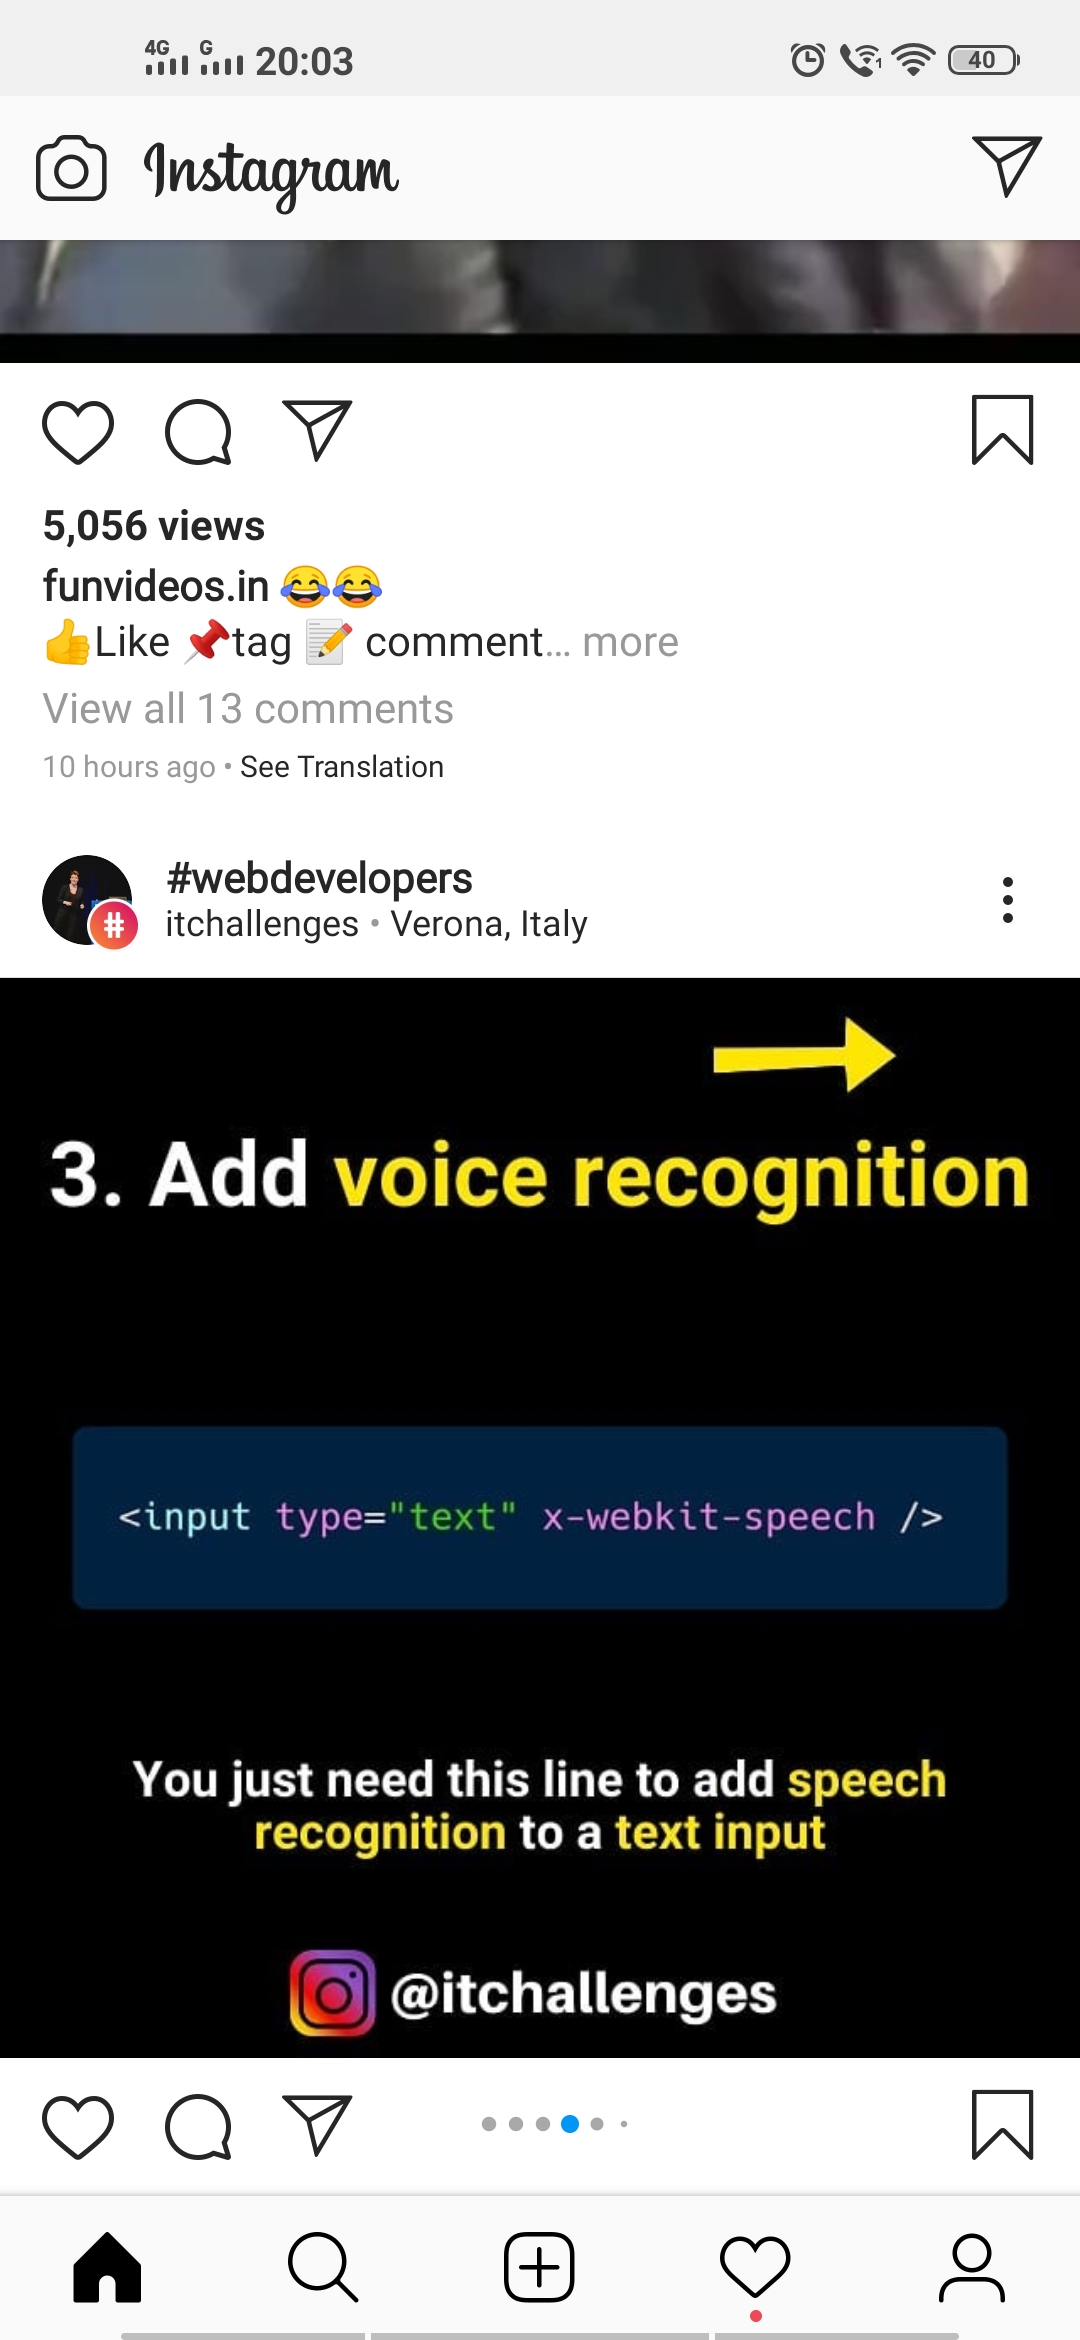 4G G 20:03 1 40
Instagram
5,056 views
funvideos.in 😂😂
👍Like 📌tag 📝 comment... more
View all 13 comments
10 hours ago • See Translation
#webdevelopers
itchallenges • Verona, Italy
#
3. Add voice recognition
<input type="text" x-webkit-speech />
You just need this line to add speech
recognition to a text input
@itchallenges